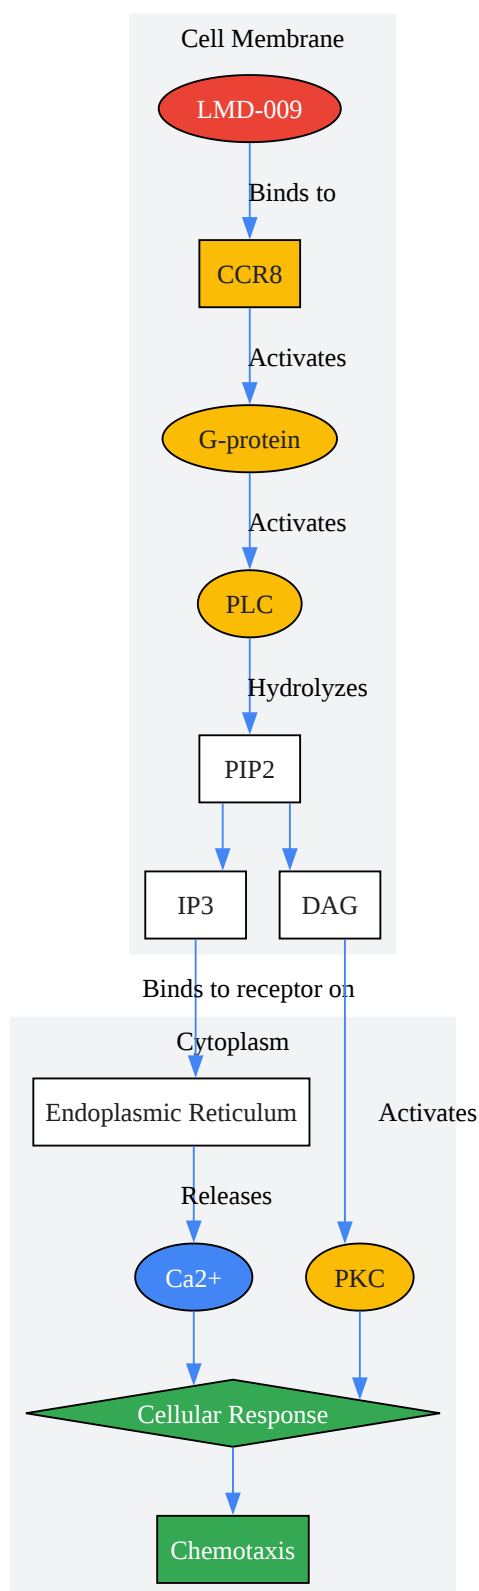 Cell Membrane
LMD-009
Binds to
CCR8
Activates
G-protein
Activates
PLC
Hydrolyzes
PIP2
IP3
DAG
Binds to receptor on
Cytoplasm
Endoplasmic Reticulum
Activates
Releases
Ca2+
PKC
Cellular Response
Chemotaxis